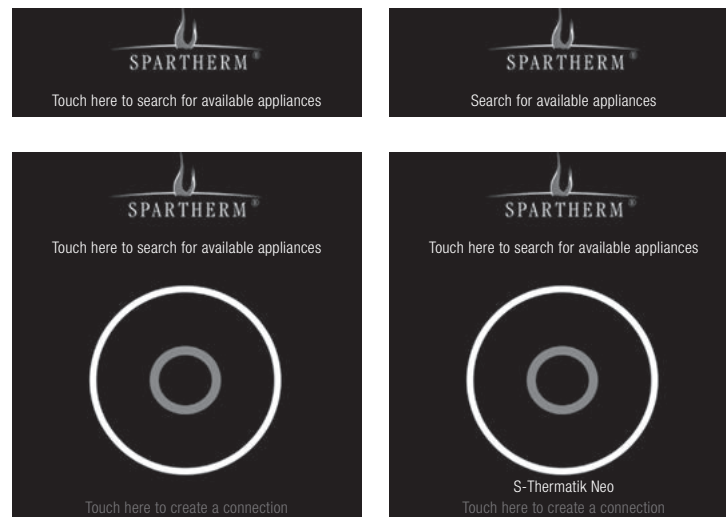 SPARTHERM®
Touch here to search for available appliances
SPARTHERM®
Search for available appliances
SPARTHERM®
Touch here to search for available appliances
Touch here to create a connection
SPARTHERM®
Touch here to search for available appliances
S-Thermatik Neo
Touch here to create a connection